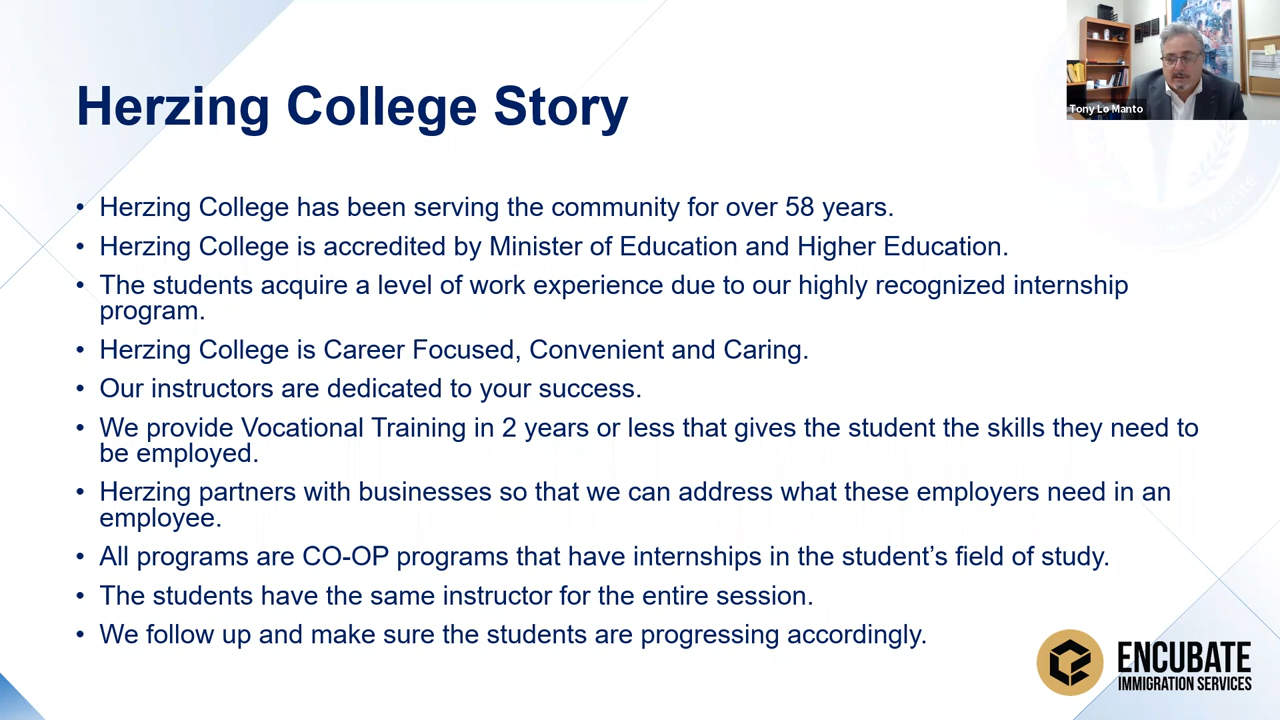 Tony Lo Manto
Herzing College Story
• Herzing College has been serving the community for over 58 years.
• Herzing College is accredited by Minister of Education and Higher Education.
• The students acquire a level of work experience due to our highly recognized internship
program.
• Herzing College is Career Focused, Convenient and Caring.
• Our instructors are dedicated to your success.
• We provide Vocational Training in 2 years or less that gives the student the skills they need to
be employed.
• Herzing partners with businesses so that we can address what these employers need in an
employee.
• All programs are CO-OP programs that have internships in the student’s field of study.
• The students have the same instructor for the entire session.
• We follow up and make sure the students are progressing accordingly.
ENCUBATE
IMMIGRATION SERVICES